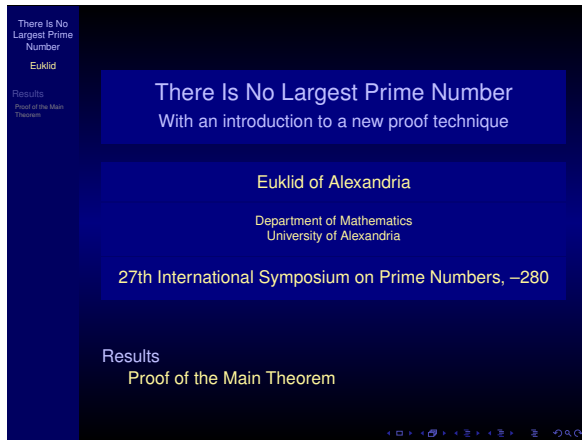 There Is No
Largest Prime
Number
Euklid
Results
Proof of the Main
Theorem
There Is No Largest Prime Number
With an introduction to a new proof technique
Euklid of Alexandria
Department of Mathematics
University of Alexandria
27th International Symposium on Prime Numbers, –280
Results
Proof of the Main Theorem